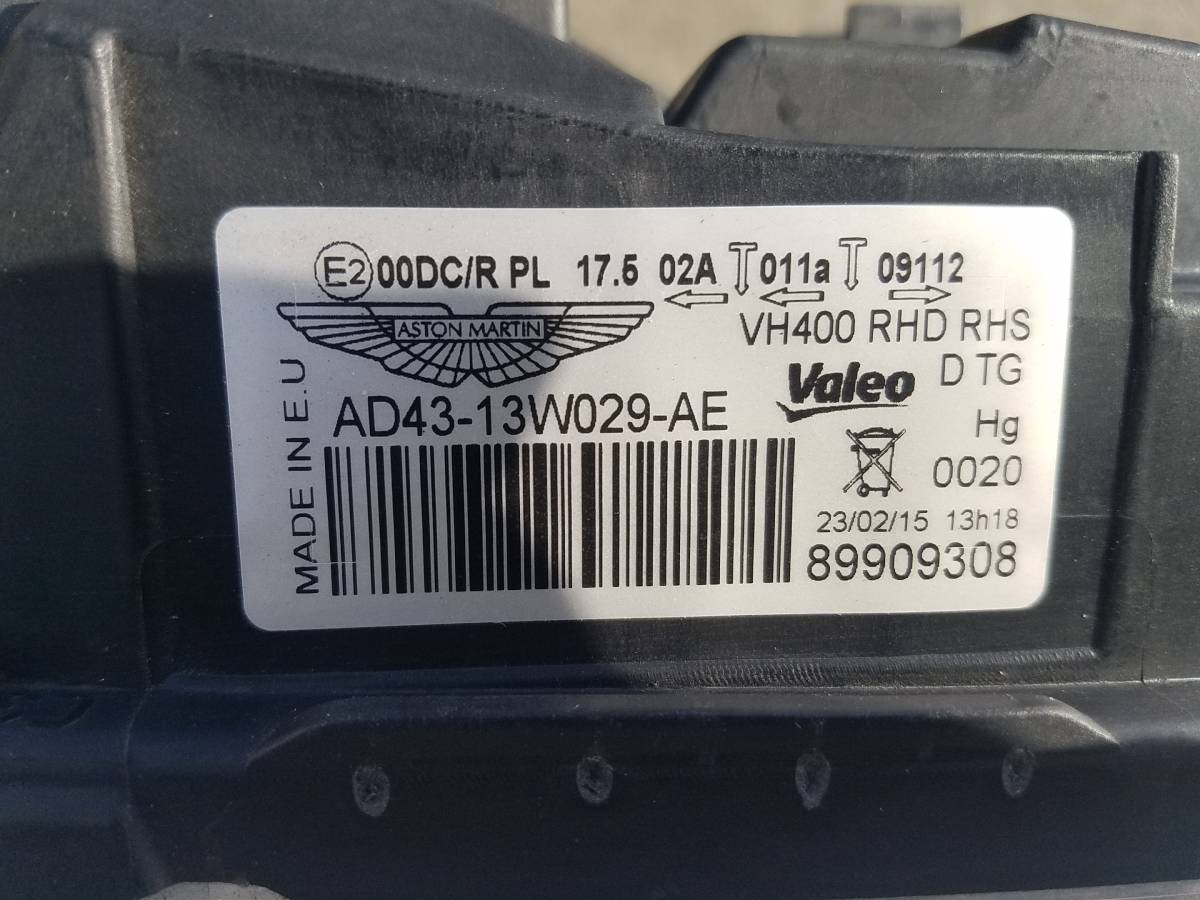 E2 00DC/R PL 17.5 02A 011a 09112
ASTON MARTIN
VH400 RHD RHS
Valeo D TG
AD43-13W029-AE
Hg
0020
23/02/15 13h18
89909308
MADE IN E.U